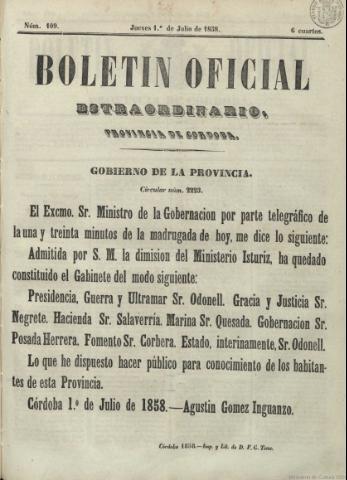 Núm. 109. Jueves 1.º de Julio de 1858. 6 cuartos.
BOLETIN OFICIAL
ESTRAORDINARIO,
PROVINCIA DE CORDOBA.
GOBIERNO DE LA PROVINCIA.
Circular núm. 2223.
El Excmo. Sr. Ministro de la Gobernacion por parte telegráfico de
la una y treinta minutos de la madrugada de hoy, me dice lo siguiente:
Admitida por S. M. la dimision del Ministerio Isturiz, ha quedado
constituido el Gabinete del modo siguiente:
Presidencia, Guerra y Ultramar Sr. Odonell. Gracia y Justicia Sr.
Negrete. Hacienda Sr. Salaverría. Marina Sr. Quesada. Gobernacion Sr.
Posada Herrera. Fomento Sr. Corbera. Estado, interinamente, Sr. Odonell.
Lo que he dispuesto hacer público para conocimiento de los habitan-
tes de esta Provincia.
Córdoba 1.º de Julio de 1858.—Agustin Gomez Inguanzo.
Córdoba 1858.—Imp. y Lit. de D. F. G. Tena.